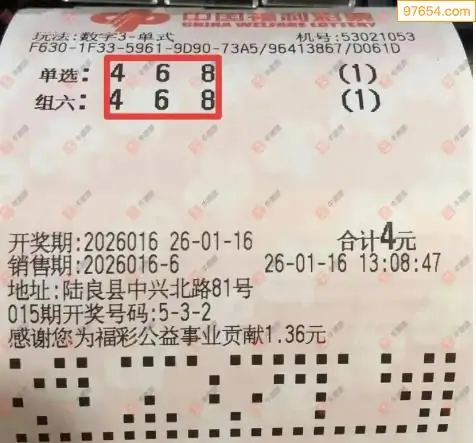 97654.com
中国福利彩票
CHINA WELFARE LOTTERY
玩法:数字3-单式 机号:53021053
F630-1F33-5961-9D90-73A5/96413867/D061D
单选: 4 6 8 (1)
组六: 4 6 8 (1)
开奖期:2026016 26-01-16 合计4元
销售期:2026016-6 26-01-16 13:08:47
地址:陆良县中兴北路81号
015期开奖号码:5-3-2
感谢您为福彩公益事业贡献1.36元